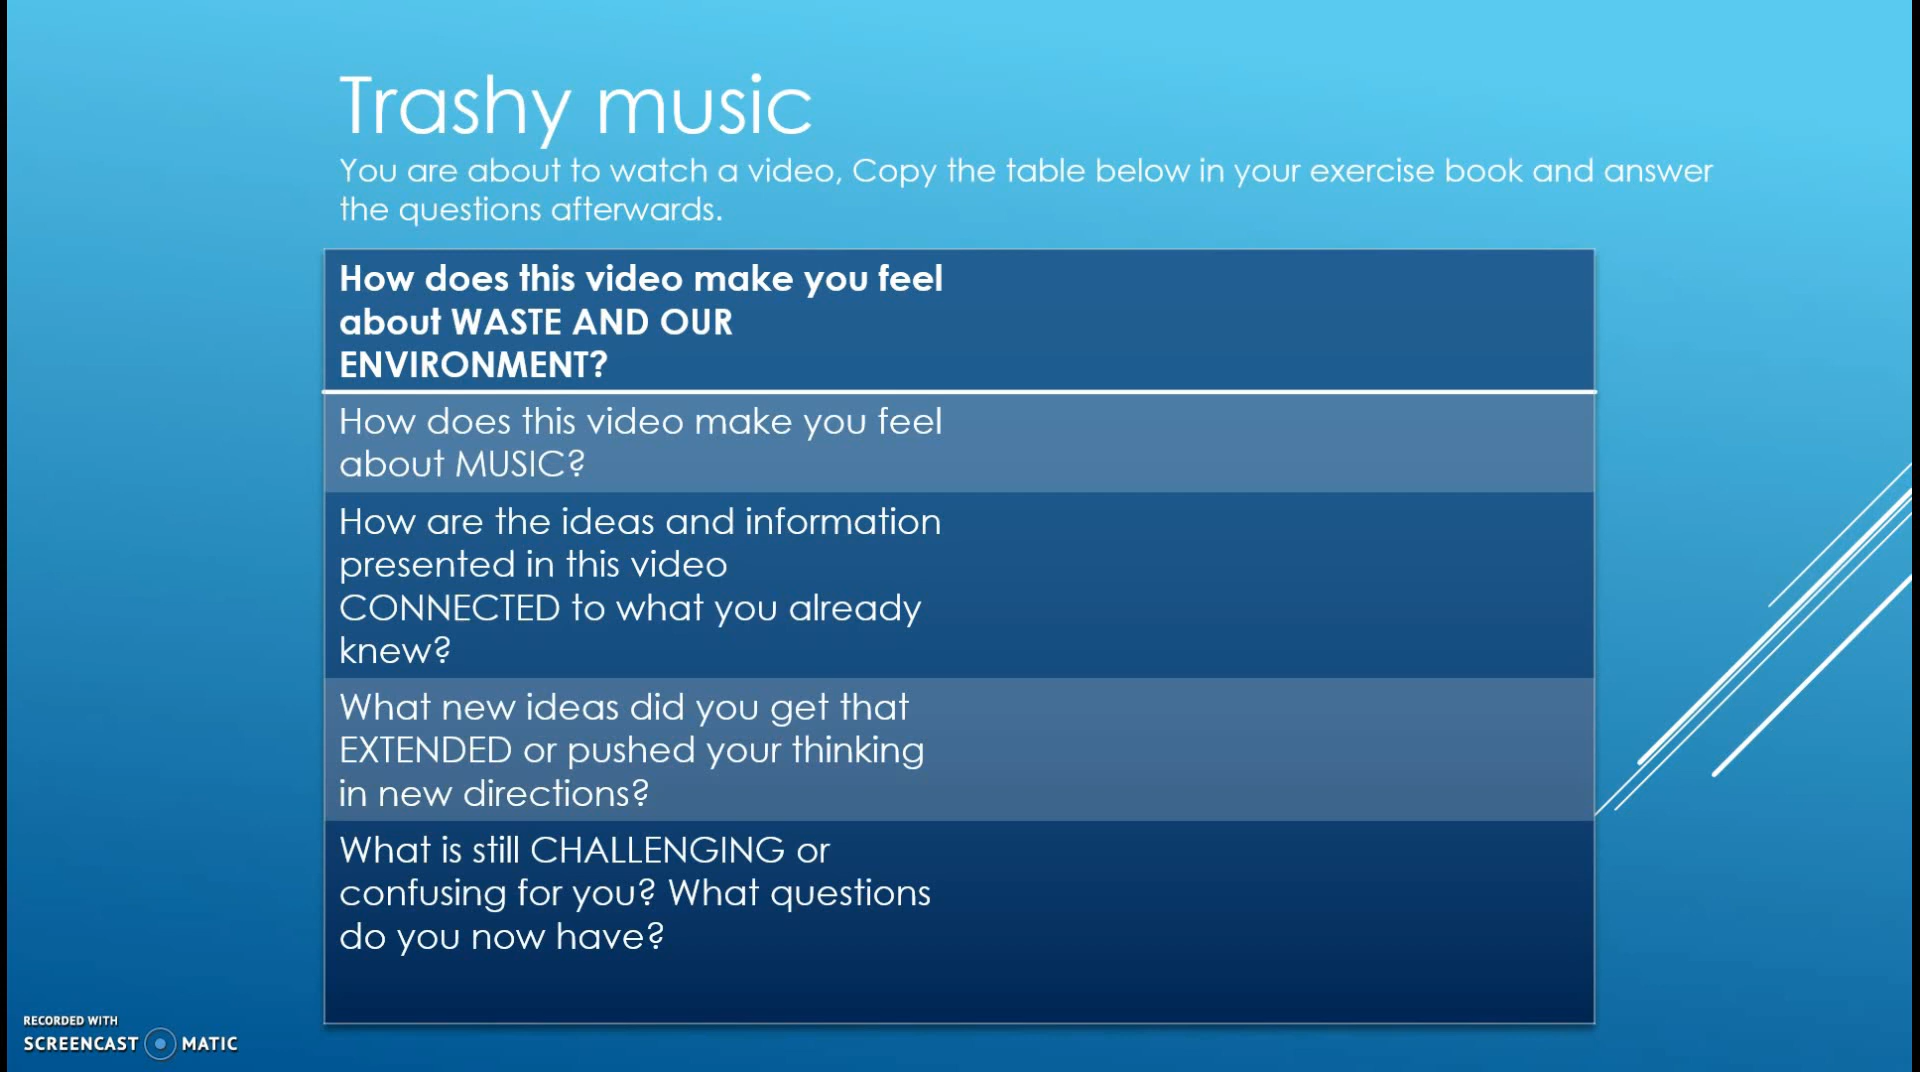 Trashy music
You are about to watch a video, Copy the table below in your exercise book and answer
the questions afterwards.
How does this video make you feel
about WASTE AND OUR
ENVIRONMENT?
How does this video make you feel
about MUSIC?
How are the ideas and information
presented in this video
CONNECTED to what you already
knew?
What new ideas did you get that
EXTENDED or pushed your thinking
in new directions?
What is still CHALLENGING or
confusing for you? What questions
do you now have?
RECORDED WITH
SCREENCAST MATIC